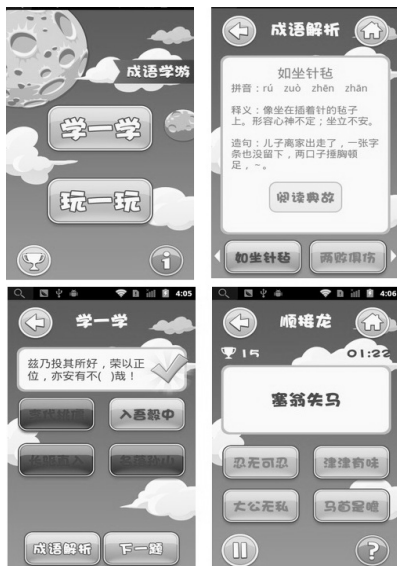 成语学游
学一学
玩一玩
成语解析
如坐针毡
拼音：rú zuò zhēn zhān
释义：像坐在插着针的毡子
上。形容心神不定；坐立不安。
造句：儿子离家出走了，一张字
条也没留下，两口子捶胸顿
足，~。
阅读典故
如坐针毡
两败俱伤
4:05
学一学
兹乃投其所好，荣以正
位，亦安有不( )哉！
入吾彀中
成语解析
下一题
4:06
顺接龙
15
01:22
塞翁失马
忍无可忍
津津有味
大公无私
马首是瞻
?